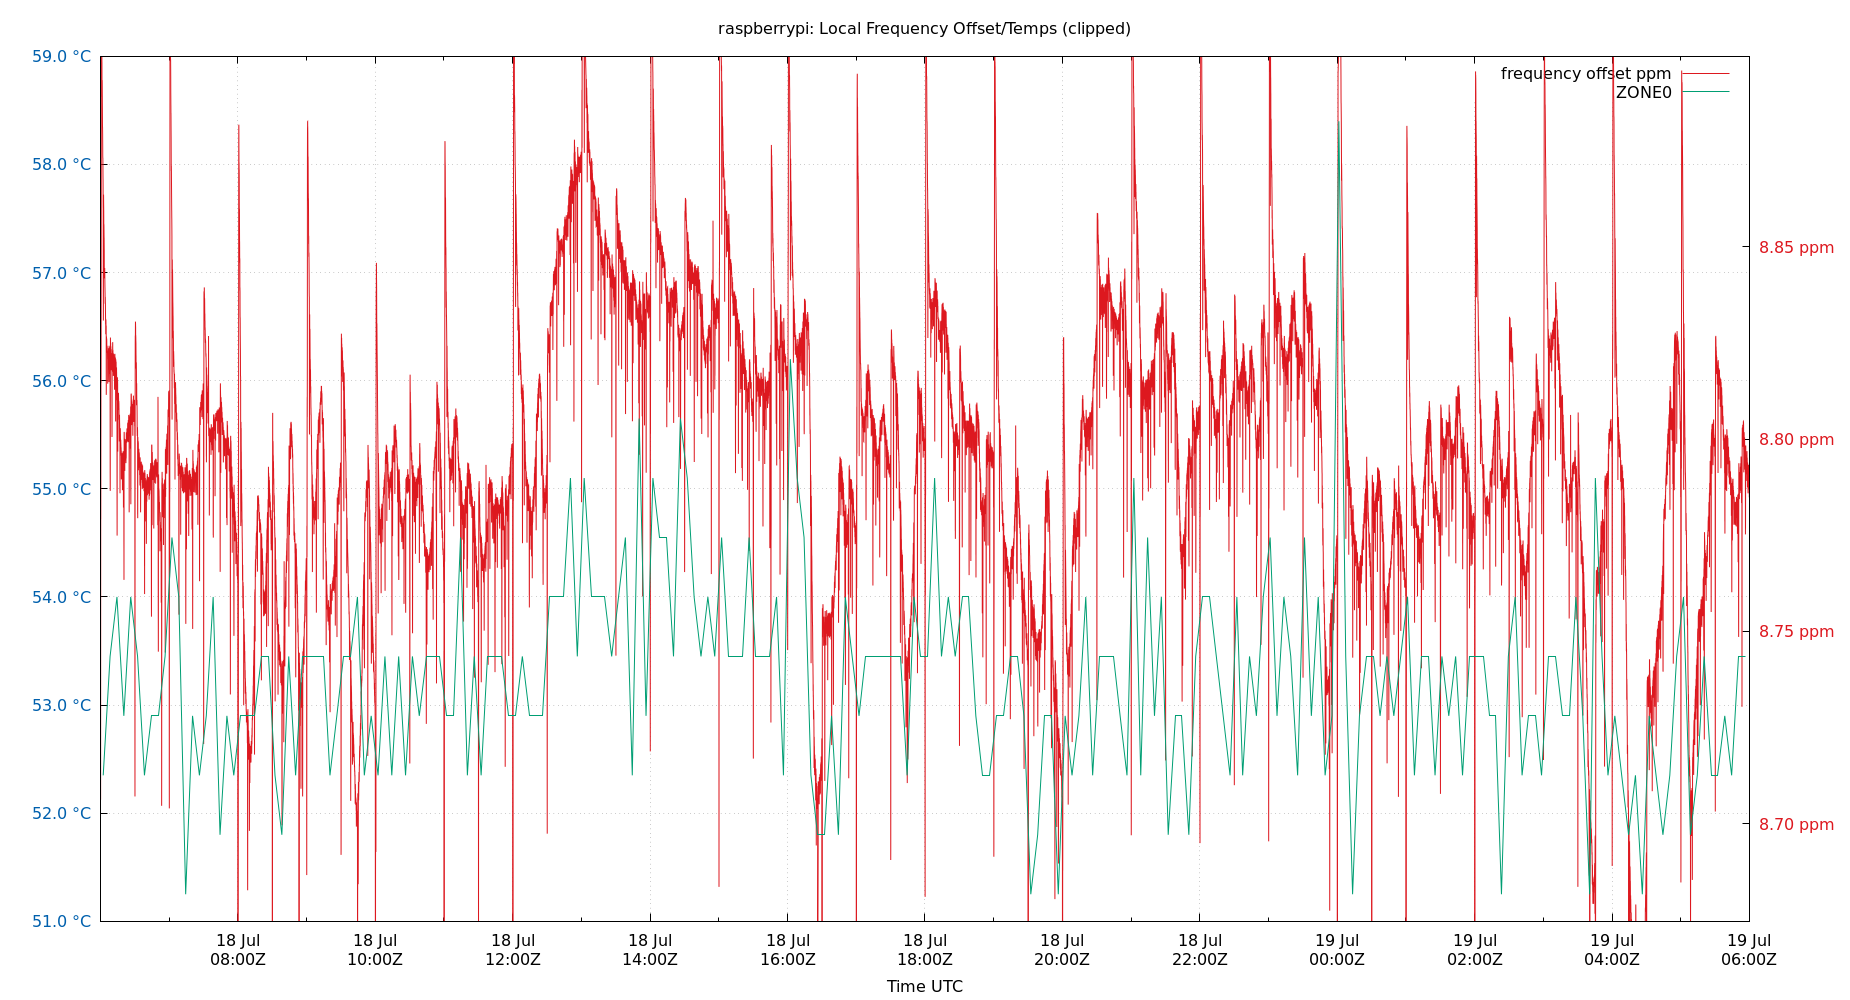 raspberrypi: Local Frequency Offset/Temps (clipped)
59.0 °C
58.0 °C
57.0 °C
56.0 °C
55.0 °C
54.0 °C
53.0 °C
52.0 °C
51.0 °C
frequency offset ppm
ZONE0
8.85 ppm
8.80 ppm
8.75 ppm
8.70 ppm
18 Jul 18 Jul 18 Jul 18 Jul 18 Jul 18 Jul 18 Jul 18 Jul 19 Jul 19 Jul 19 Jul 19 Jul
08:00Z 10:00Z 12:00Z 14:00Z 16:00Z 18:00Z 20:00Z 22:00Z 00:00Z 02:00Z 04:00Z 06:00Z
Time UTC